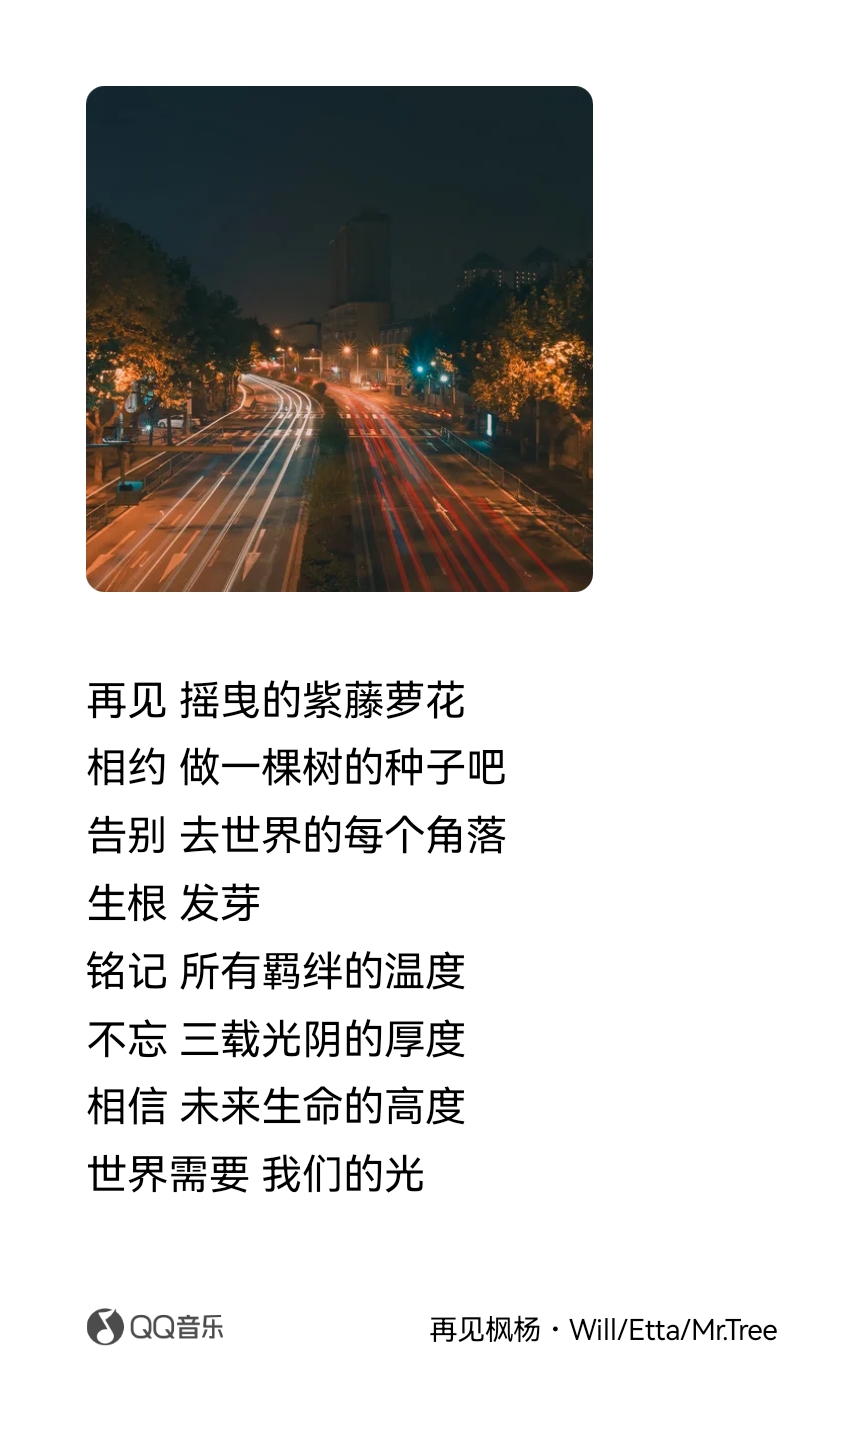 再见 摇曳的紫藤萝花
相约 做一棵树的种子吧
告别 去世界的每个角落
生根 发芽
铭记 所有羁绊的温度
不忘 三载光阴的厚度
相信 未来生命的高度
世界需要 我们的光
QQ音乐
再见枫杨·Will/Etta/Mr.Tree